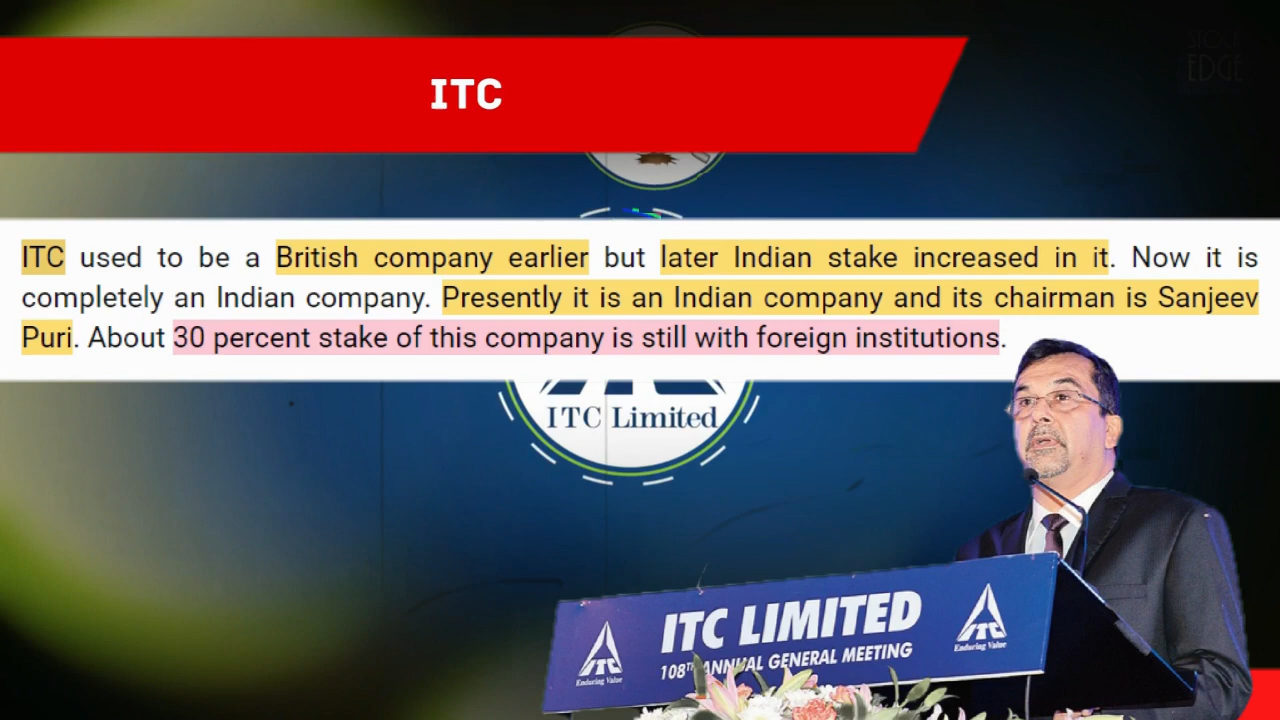 STOCK
EDGE
ITC
ITC used to be a British company earlier but later Indian stake increased in it. Now it is
completely an Indian company. Presently it is an Indian company and its chairman is Sanjeev
Puri. About 30 percent stake of this company is still with foreign institutions.
ITC Limited
ITC LIMITED
108TH ANNUAL GENERAL MEETING
ITC
Enduring Value
ITC
Enduring Value